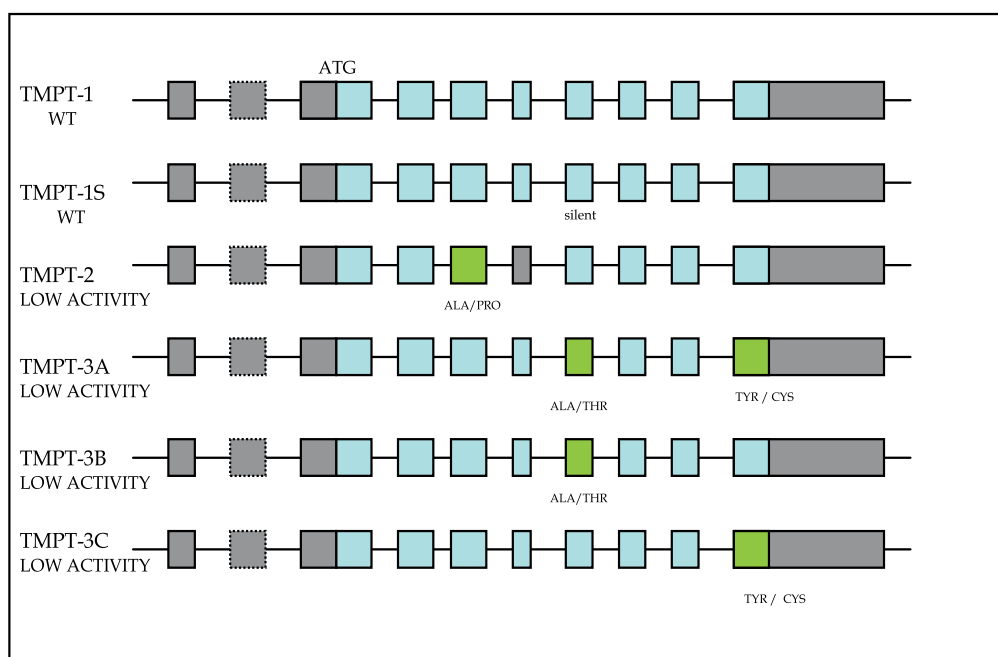 ATG
TMPT-1
WT
TMPT-1S
WT
silent
TMPT-2
LOW ACTIVITY
ALA/PRO
TMPT-3A
LOW ACTIVITY
ALA/THR
TYR / CYS
TMPT-3B
LOW ACTIVITY
ALA/THR
TMPT-3C
LOW ACTIVITY
TYR / CYS